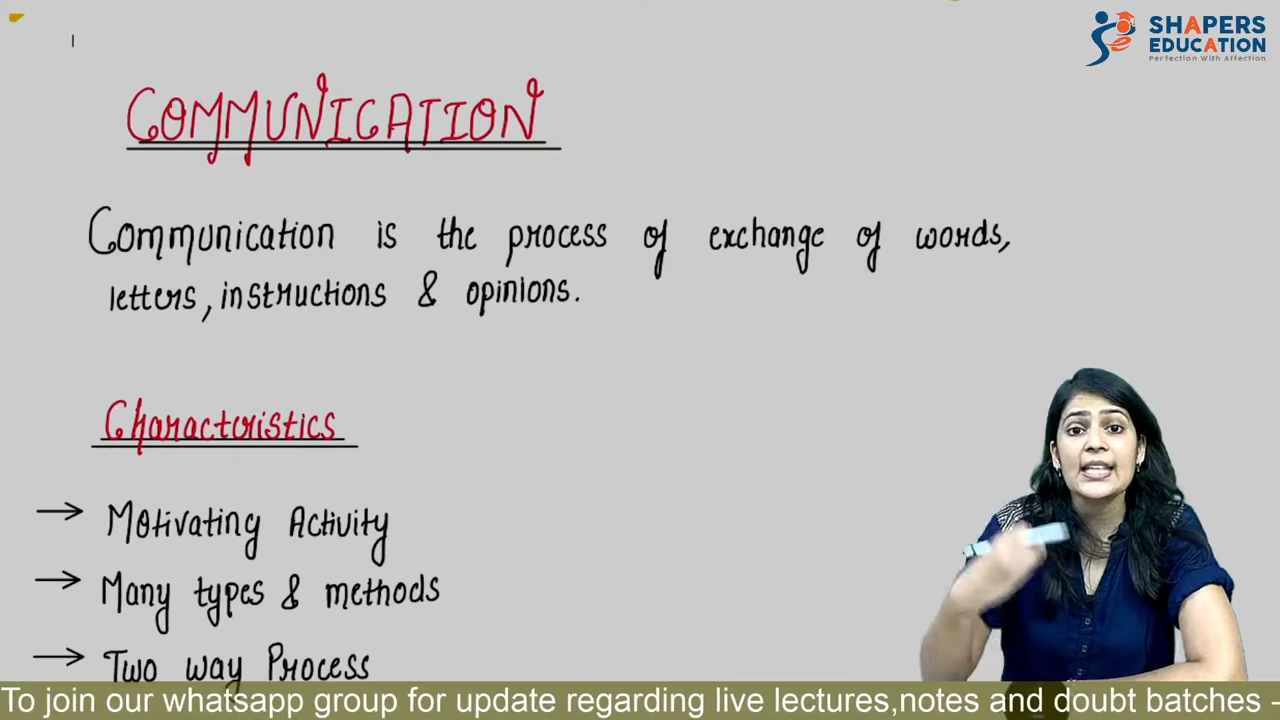 SHAPERS
EDUCATION
Perfection With Affection
COMMUNICATION
Communication is the process of exchange of words,
letters, instructions & opinions.
Characteristics
→ Motivating Activity
→ Many types & methods
→ Two way Process
To join our whatsapp group for update regarding live lectures,notes and doubt batches -